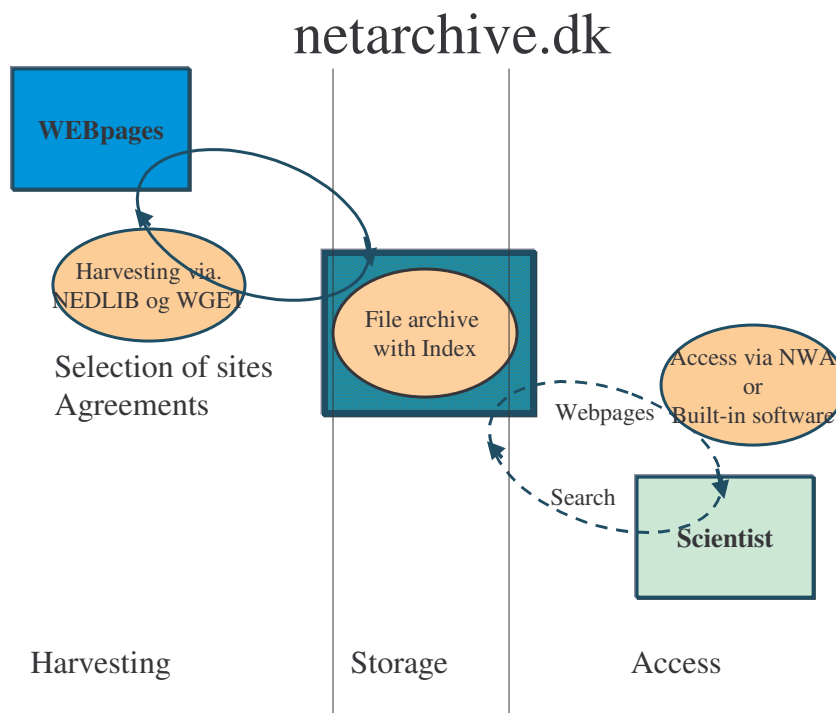 netarchive.dk
WEBpages
Harvesting via.
NEDLIB og WGET
Selection of sites
Agreements
File archive
with Index
Access via NWA
or
Built-in software
Webpages
Search
Scientist
Harvesting
Storage
Access